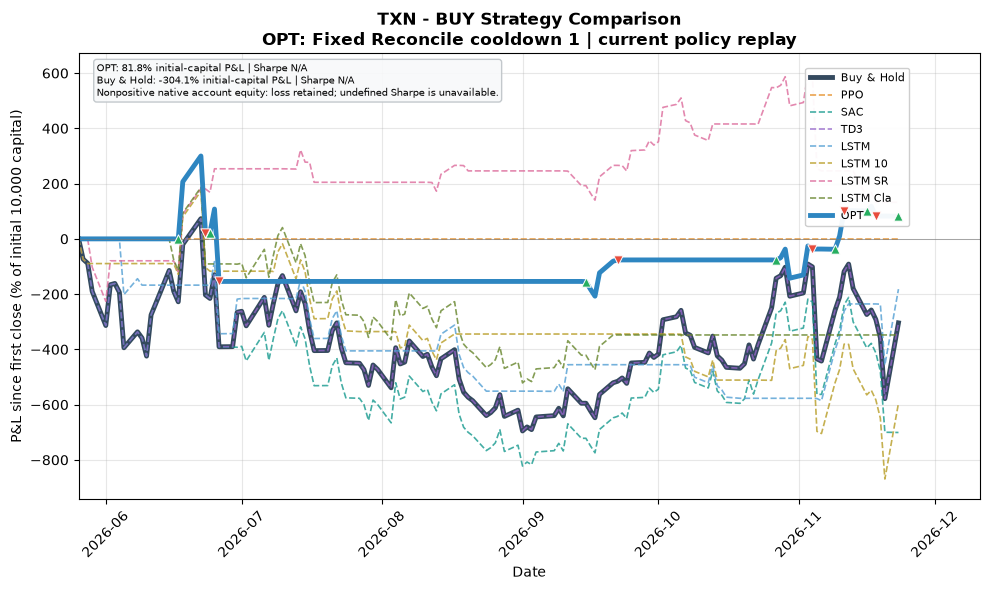 TXN - BUY Strategy Comparison
OPT: Fixed Reconcile cooldown 1 | current policy replay
OPT: 81.8% initial-capital P&L | Sharpe N/A
Buy & Hold: -304.1% initial-capital P&L | Sharpe N/A
Nonpositive native account equity: loss retained; undefined Sharpe is unavailable.
Buy & Hold
PPO
SAC
TD3
LSTM
LSTM 10
LSTM SR
LSTM Cla
OPT
P&L since first close (% of initial 10,000 capital)
600
400
200
0
−200
−400
−600
−800
2026-06
2026-07
2026-08
2026-09
2026-10
2026-11
2026-12
Date